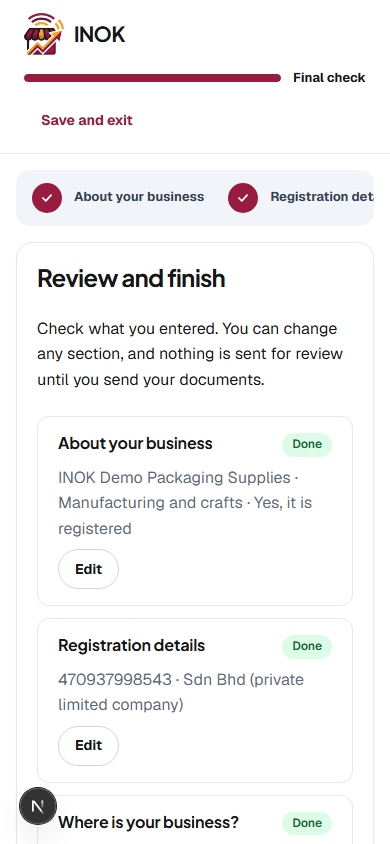 INOK
Final check
Save and exit
About your business
Registration det
Review and finish
Check what you entered. You can change
any section, and nothing is sent for review
until you send your documents.
About your business
Done
INOK Demo Packaging Supplies ·
Manufacturing and crafts · Yes, it is
registered
Edit
Registration details
Done
470937998543 · Sdn Bhd (private
limited company)
Edit
N
Where is your business?
Done